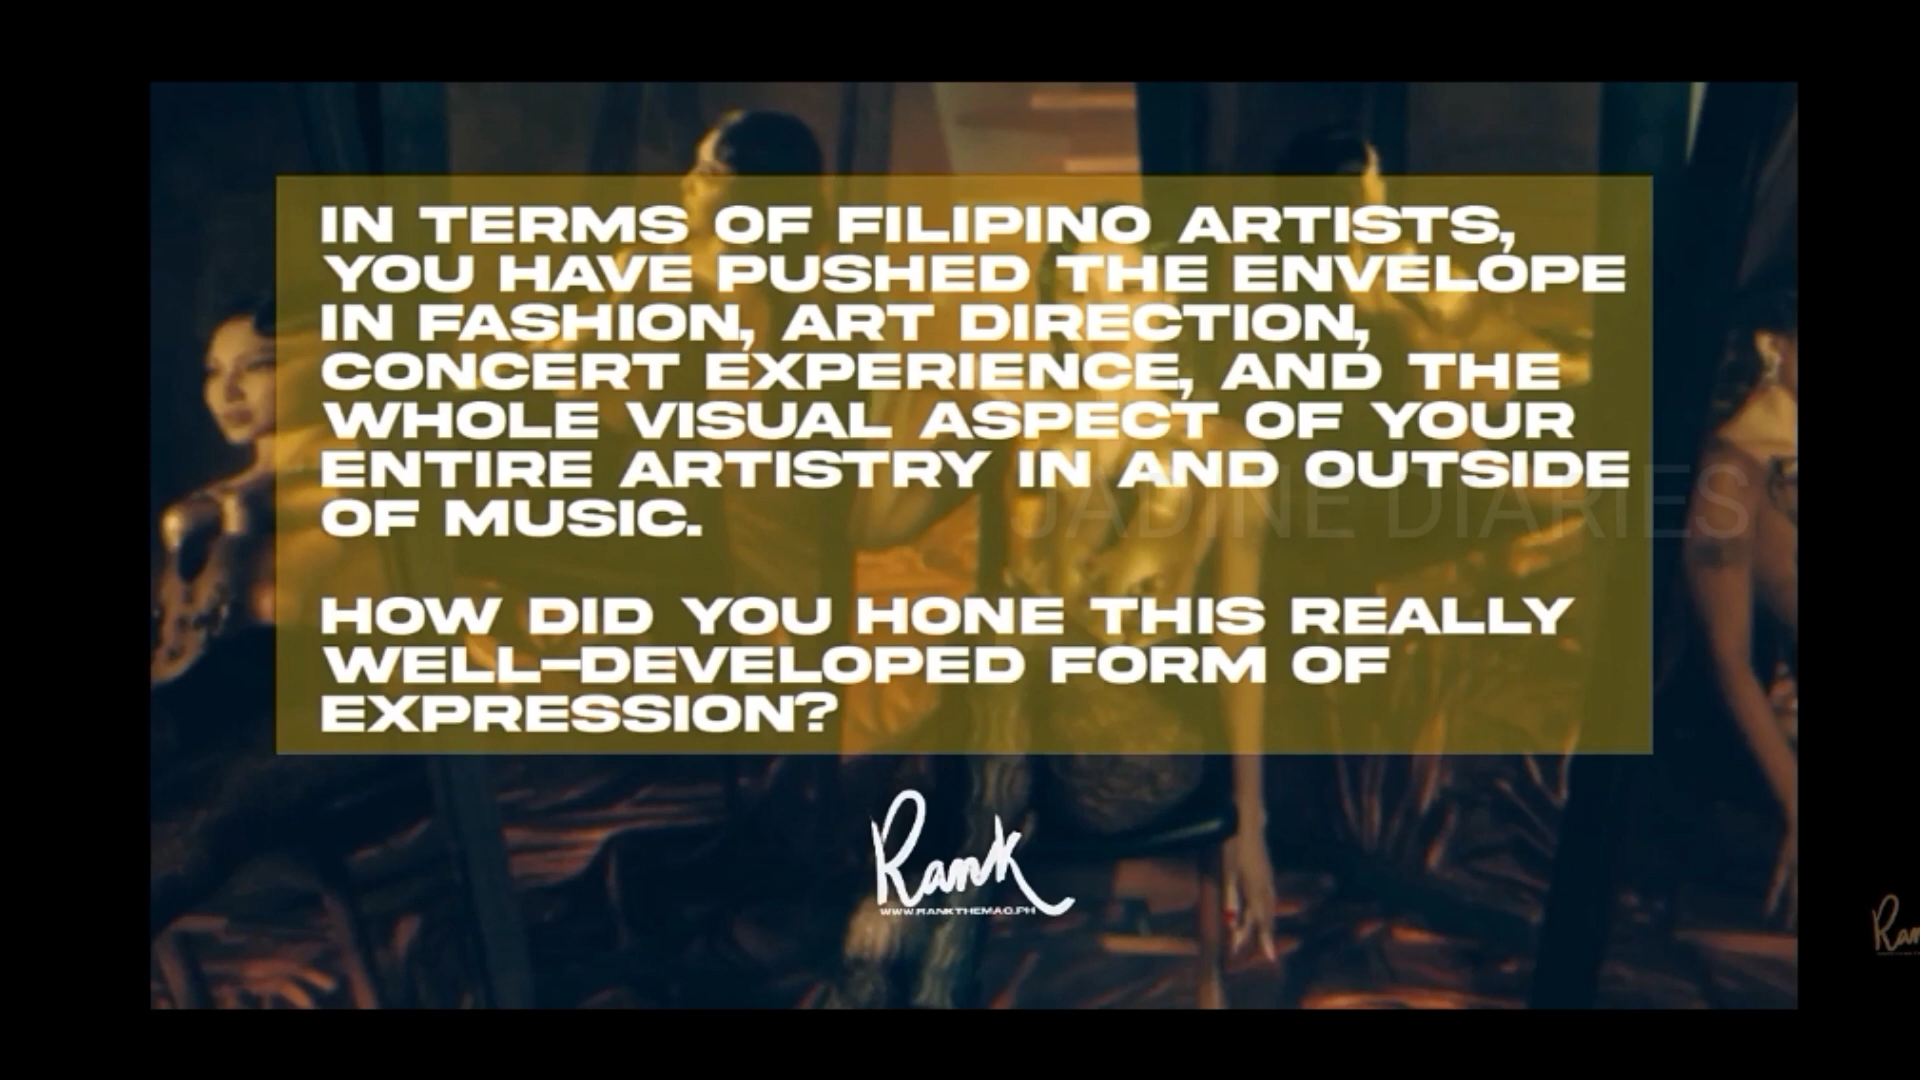 IN TERMS OF FILIPINO ARTISTS,
YOU HAVE PUSHED THE ENVELOPE
IN FASHION, ART DIRECTION,
CONCERT EXPERIENCE, AND THE
WHOLE VISUAL ASPECT OF YOUR
ENTIRE ARTISTRY IN AND OUTSIDE
OF MUSIC.
JADINE DIARIES
HOW DID YOU HONE THIS REALLY
WELL-DEVELOPED FORM OF
EXPRESSION?
Rank
WWW.RANKTHEMAG.PH
Ran